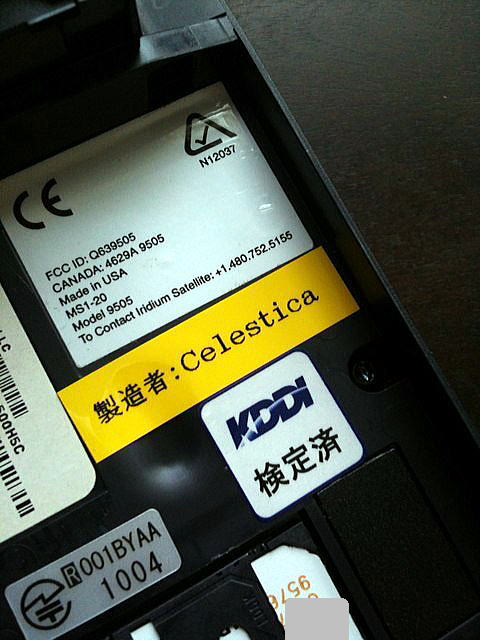 N12037
CE
FCC ID: Q639505
CANADA: 4629A 9505
Made in USA
MS1-20
Model 9505
To Contact Iridium Satellite: +1.480.752.5155
製造者:Celestica
KDDI
検定済
R001BYAA
1004